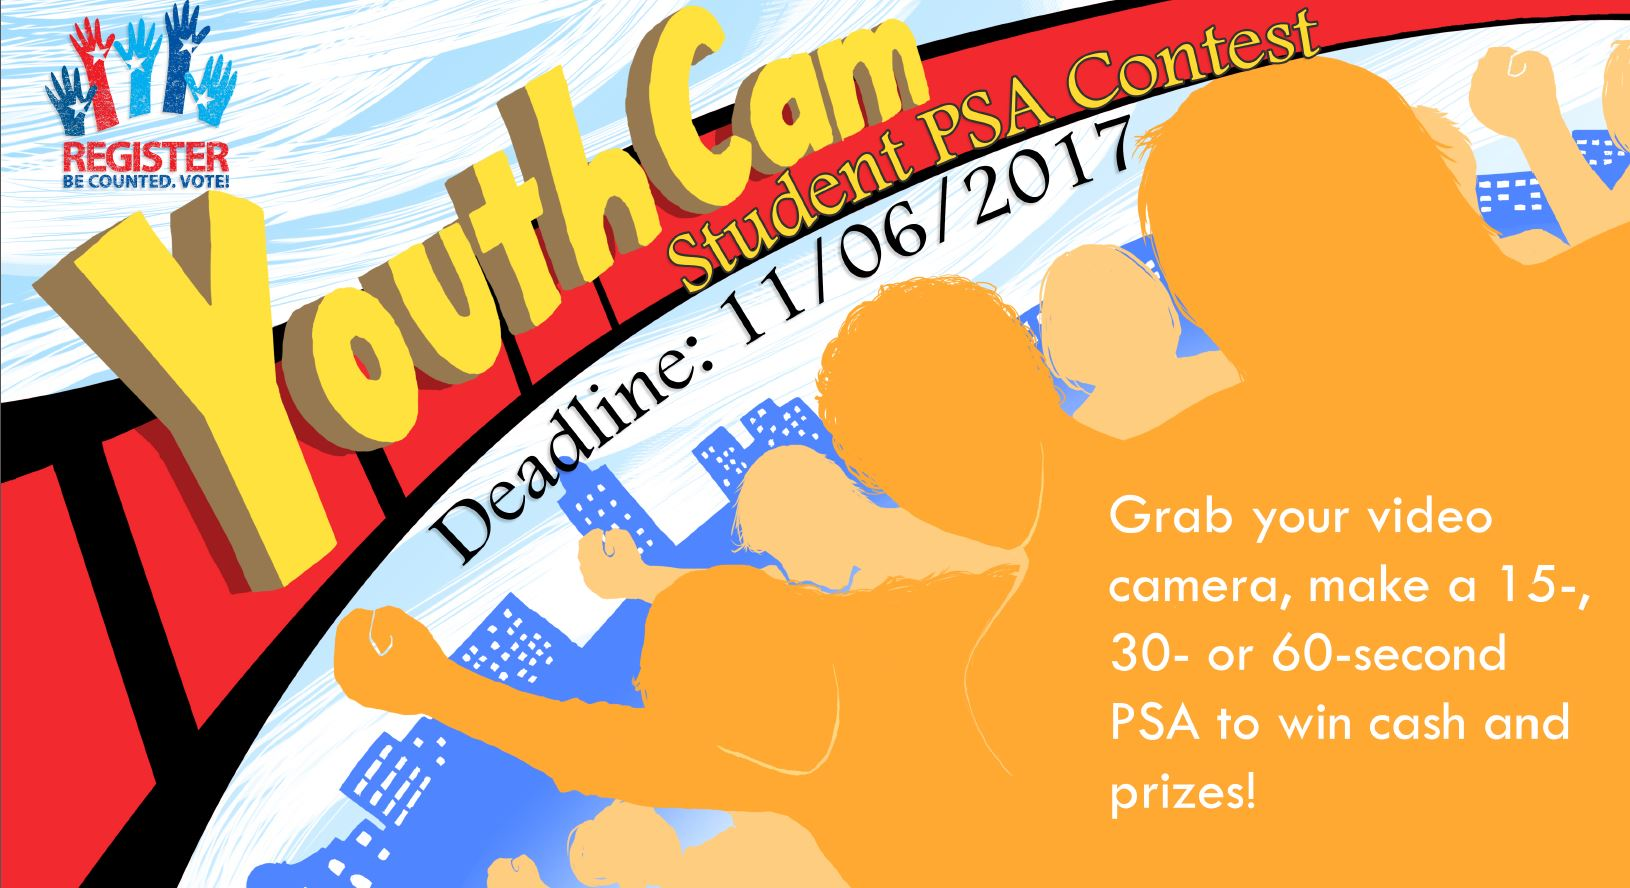 REGISTER
BE COUNTED. VOTE!
YouthCam
Student PSA Contest
Deadline: 11/06/2017
Grab your video
camera, make a 15-,
30- or 60-second
PSA to win cash and
prizes!